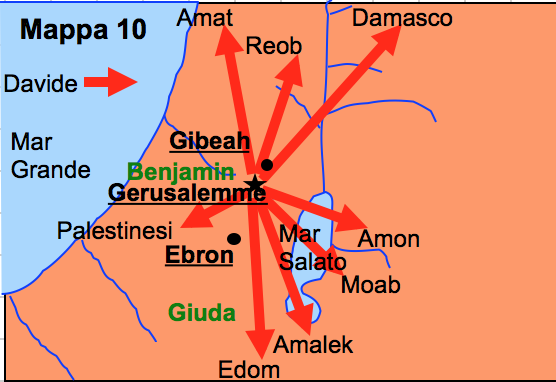 Mappa 10
Amat
Damasco
Reob
Davide
Gibeah
Mar
Grande
Benjamin
Gerusalemme
Palestinesi
Ebron
Mar
Salato
Amon
Moab
Giuda
Amalek
Edom